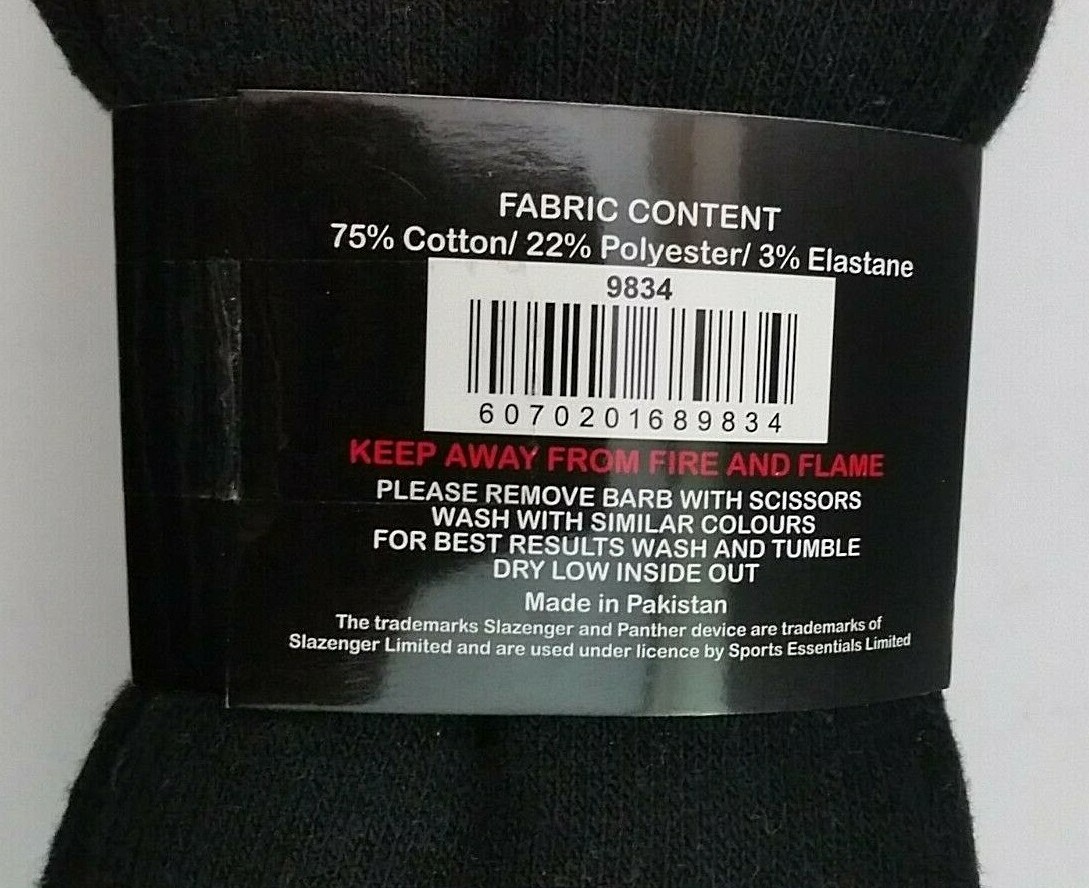 FABRIC CONTENT
75% Cotton/ 22% Polyester/ 3% Elastane
9834
6070201689834
KEEP AWAY FROM FIRE AND FLAME
PLEASE REMOVE BARB WITH SCISSORS
WASH WITH SIMILAR COLOURS
FOR BEST RESULTS WASH AND TUMBLE
DRY LOW INSIDE OUT
Made in Pakistan
The trademarks Slazenger and Panther device are trademarks of
Slazenger Limited and are used under licence by Sports Essentials Limited